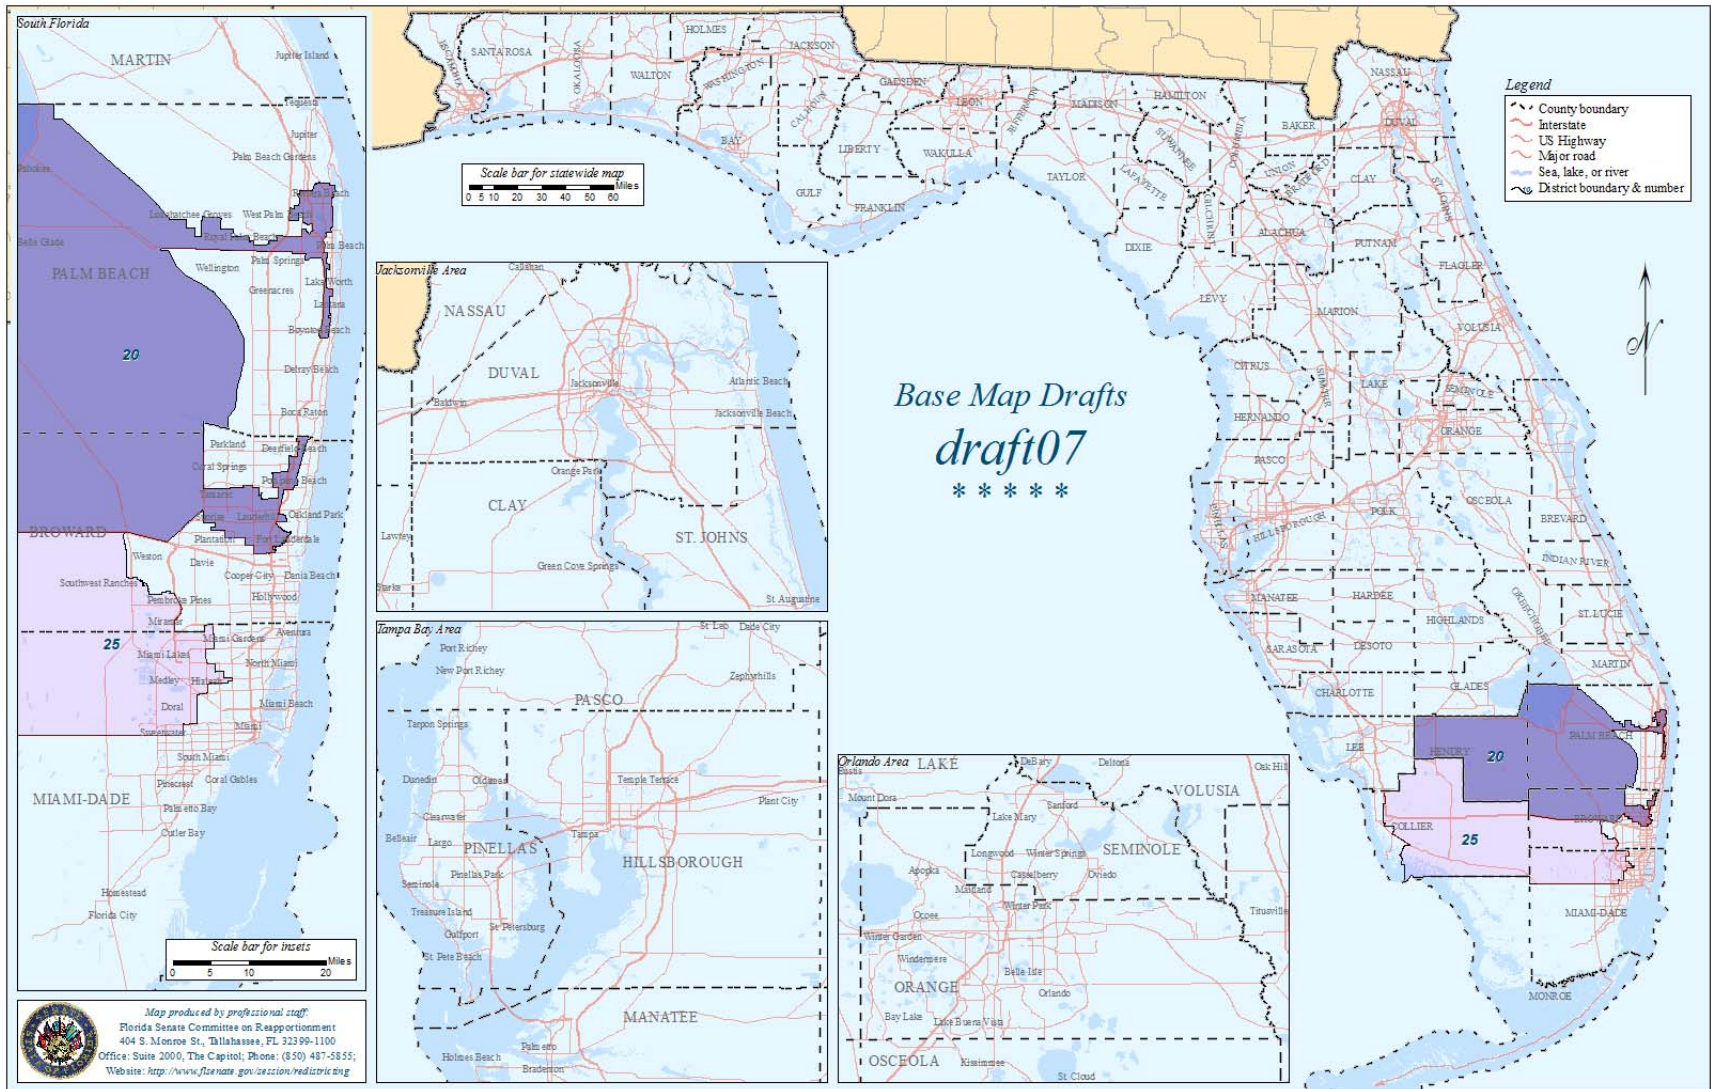 South Florida
MARTIN
Jupiter Island
Tequesta
Jupiter
Palm Beach Gardens
Pahokee
Riviera Beach
Loxahatchee Groves
West Palm Beach
Royal Palm Beach
Palm Beach
Belle Glade
Palm Springs
Wellington
PALM BEACH
Lake Worth
Greenacres
Lantana
Boynton Beach
20
Delray Beach
Boca Raton
Parkland
Deerfield Beach
Coral Springs
Pompano Beach
Tamarac
Sunrise
Lauderhill
Oakland Park
BROWARD
Plantation
Fort Lauderdale
Weston
Davie
Cooper City
Dania Beach
Southwest Ranches
Hollywood
Pembroke Pines
Miramar
Aventura
Miami Gardens
25
Miami Lakes
North Miami
Medley
Hialeah
Doral
Miami Beach
Miami
Sweetwater
South Miami
Pinecrest
Coral Gables
MIAMI-DADE
Palmetto Bay
Cutler Bay
Homestead
Florida City
Scale bar for insets
Miles
0 5 10 20
Map produced by professional staff:
Florida Senate Committee on Reapportionment
404 S. Monroe St., Tallahassee, FL 32399-1100
Office: Suite 2000, The Capitol; Phone: (850) 487-5855;
Website: http://www.flsenate.gov/session/redistricting
ESCAMBIA
SANTA ROSA
OKALOOSA
WALTON
HOLMES
WASHINGTON
JACKSON
BAY
CALHOUN
GULF
LIBERTY
GADSDEN
FRANKLIN
LEON
WAKULLA
JEFFERSON
MADISON
TAYLOR
HAMILTON
SUWANNEE
LAFAYETTE
DIXIE
COLUMBIA
GILCHRIST
BAKER
UNION
BRADFORD
NASSAU
DUVAL
CLAY
ST. JOHNS
ALACHUA
PUTNAM
FLAGLER
LEVY
MARION
VOLUSIA
CITRUS
SUMTER
LAKE
SEMINOLE
HERNANDO
ORANGE
PASCO
OSCEOLA
PINELLAS
HILLSBOROUGH
POLK
BREVARD
INDIAN RIVER
MANATEE
HARDEE
OKEECHOBEE
ST. LUCIE
HIGHLANDS
SARASOTA
DESOTO
MARTIN
CHARLOTTE
GLADES
LEE
HENDRY
20
PALM BEACH
COLLIER
25
BROWARD
MIAMI-DADE
MONROE
Scale bar for statewide map
Miles
0 5 10 20 30 40 50 60
Legend
County boundary
Interstate
US Highway
Major road
Sea, lake, or river
District boundary & number
N
Base Map Drafts
draft07
* * * * *
Jacksonville Area
Callahan
NASSAU
DUVAL
Jacksonville
Atlantic Beach
Baldwin
Jacksonville Beach
Orange Park
CLAY
Lawtey
ST. JOHNS
Green Cove Springs
Starke
St. Augustine
Tampa Bay Area
St. Leo
Dade City
Port Richey
New Port Richey
Zephyrhills
PASCO
Tarpon Springs
Dunedin
Oldsmar
Temple Terrace
Plant City
Clearwater
Tampa
Belleair
Largo
PINELLAS
HILLSBOROUGH
Pinellas Park
Seminole
Treasure Island
St. Petersburg
Gulfport
St. Pete Beach
MANATEE
Palmetto
Holmes Beach
Bradenton
Orlando Area
LAKE
DeBary
Deltona
Oak Hill
Eustis
Mount Dora
VOLUSIA
Sanford
Lake Mary
Longwood
Winter Springs
SEMINOLE
Apopka
Casselberry
Oviedo
Maitland
Winter Park
Ocoee
Titusville
Winter Garden
Windermere
Belle Isle
ORANGE
Orlando
Bay Lake
Lake Buena Vista
OSCEOLA
Kissimmee
St. Cloud